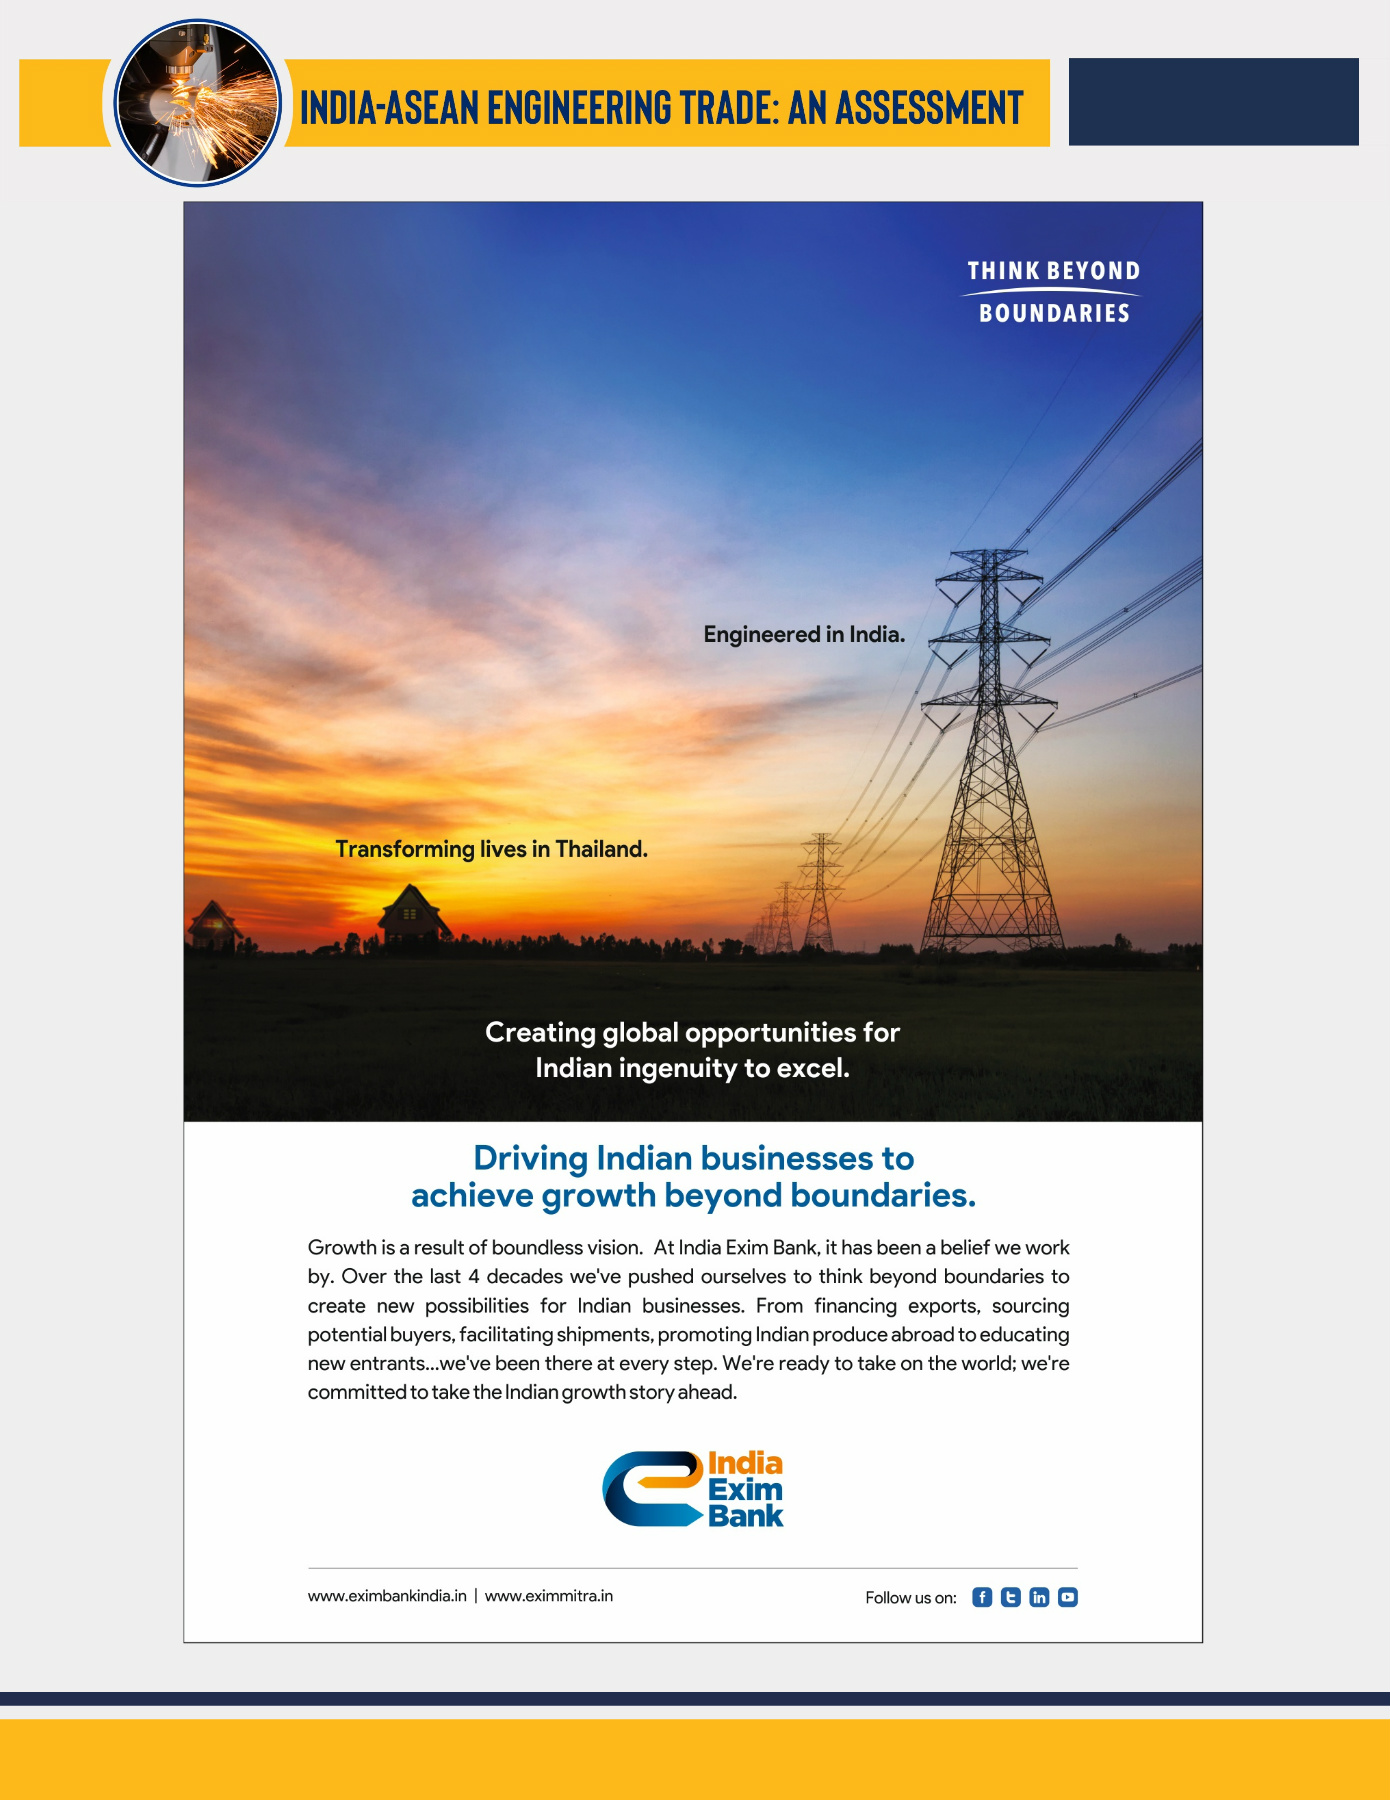 INDIA-ASEAN ENGINEERING TRADE: AN ASSESSMENT
THINK BEYOND
BOUNDARIES
Engineered in India.
Transforming lives in Thailand.
Creating global opportunities for
Indian ingenuity to excel.
Driving Indian businesses to
achieve growth beyond boundaries.
Growth is a result of boundless vision.  At India Exim Bank, it has been a belief we work
by. Over the last 4 decades we've pushed ourselves to think beyond boundaries to
create new possibilities for Indian businesses. From financing exports, sourcing
potential buyers, facilitating shipments, promoting Indian produce abroad to educating
new entrants...we've been there at every step. We're ready to take on the world; we're
committed to take the Indian growth story ahead.
India
Exim
Bank
www.eximbankindia.in | www.eximmitra.in
Follow us on: